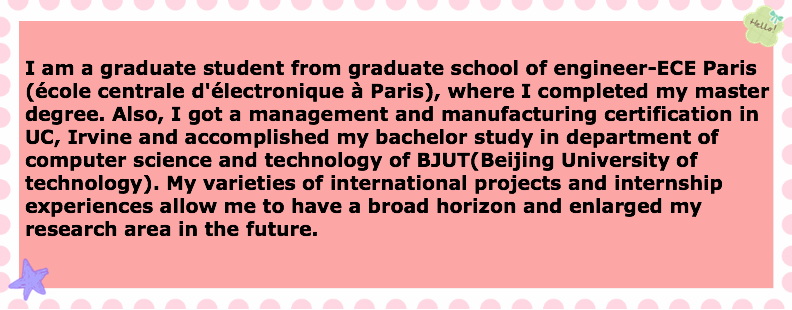 Hello!
I am a graduate student from graduate school of engineer-ECE Paris
(école centrale d'électronique à Paris), where I completed my master
degree. Also, I got a management and manufacturing certification in
UC, Irvine and accomplished my bachelor study in department of
computer science and technology of BJUT(Beijing University of
technology). My varieties of international projects and internship
experiences allow me to have a broad horizon and enlarged my
research area in the future.